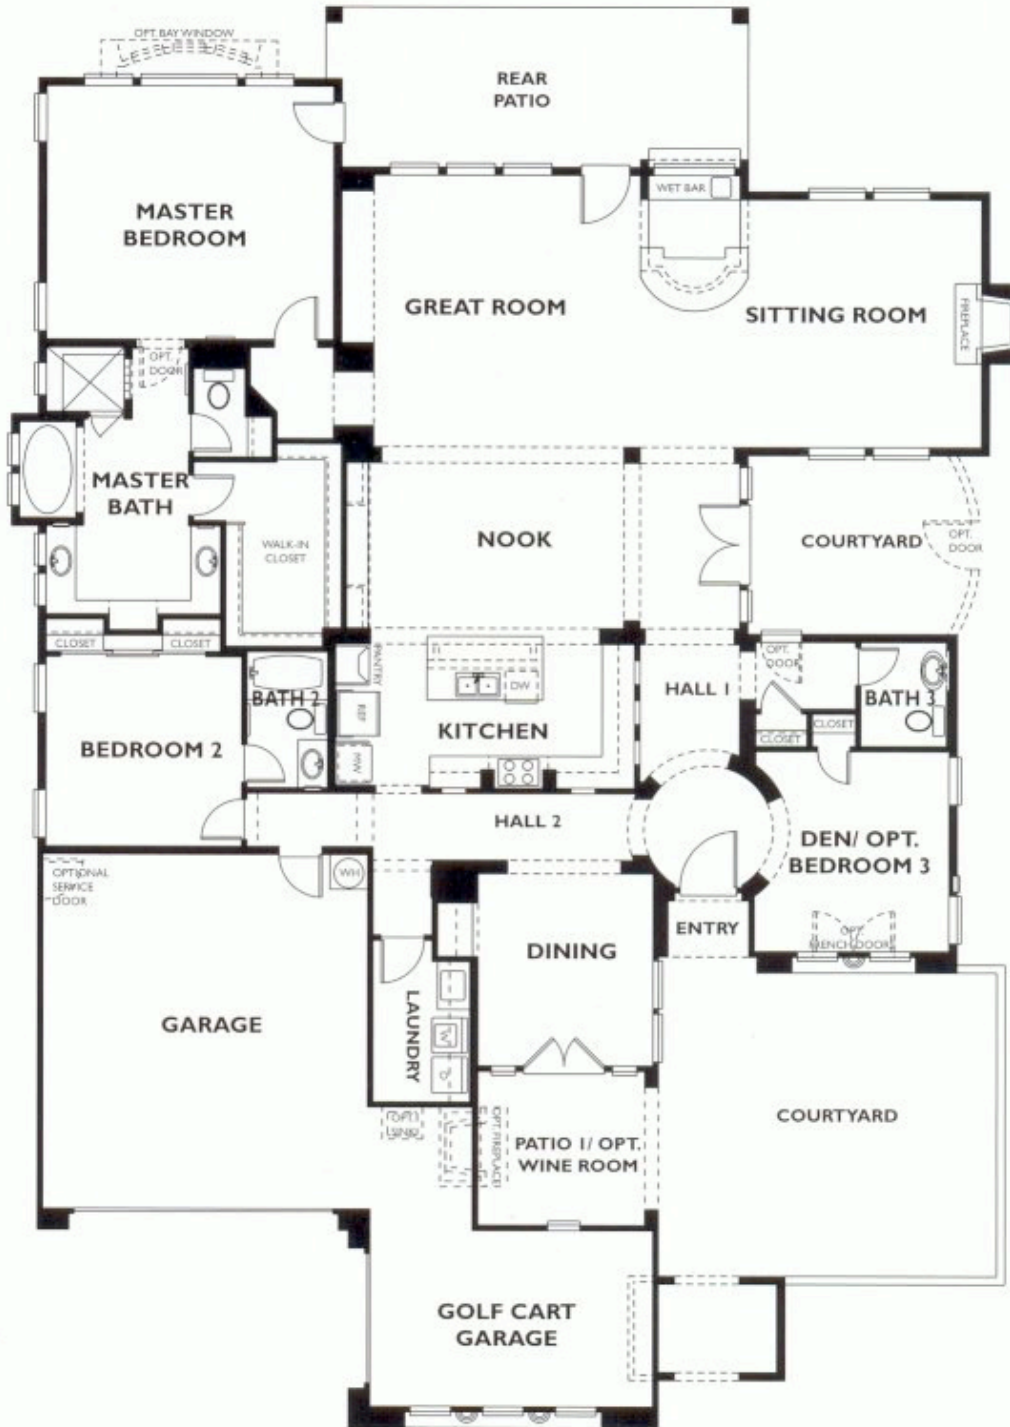 OPT. BAY WINDOW
REAR
PATIO
MASTER
BEDROOM
WET BAR
GREAT ROOM
SITTING ROOM
FIREPLACE
OPT.
DOOR
MASTER
BATH
WALK-IN
CLOSET
NOOK
COURTYARD
OPT.
DOOR
CLOSET
CLOSET
PANTRY
BATH 2
REF
DW
HALL 1
OPT.
DOOR
BATH 3
KITCHEN
BEDROOM 2
MW
CLOSET
CLOSET
HALL 2
DEN/ OPT.
BEDROOM 3
OPTIONAL
SERVICE
DOOR
WH
ENTRY
OPT.
FRENCH DOOR
DINING
GARAGE
LAUNDRY
W
D
OPT.
SINK
OPT. FIREPLACE
PATIO 1/ OPT.
WINE ROOM
COURTYARD
GOLF CART
GARAGE